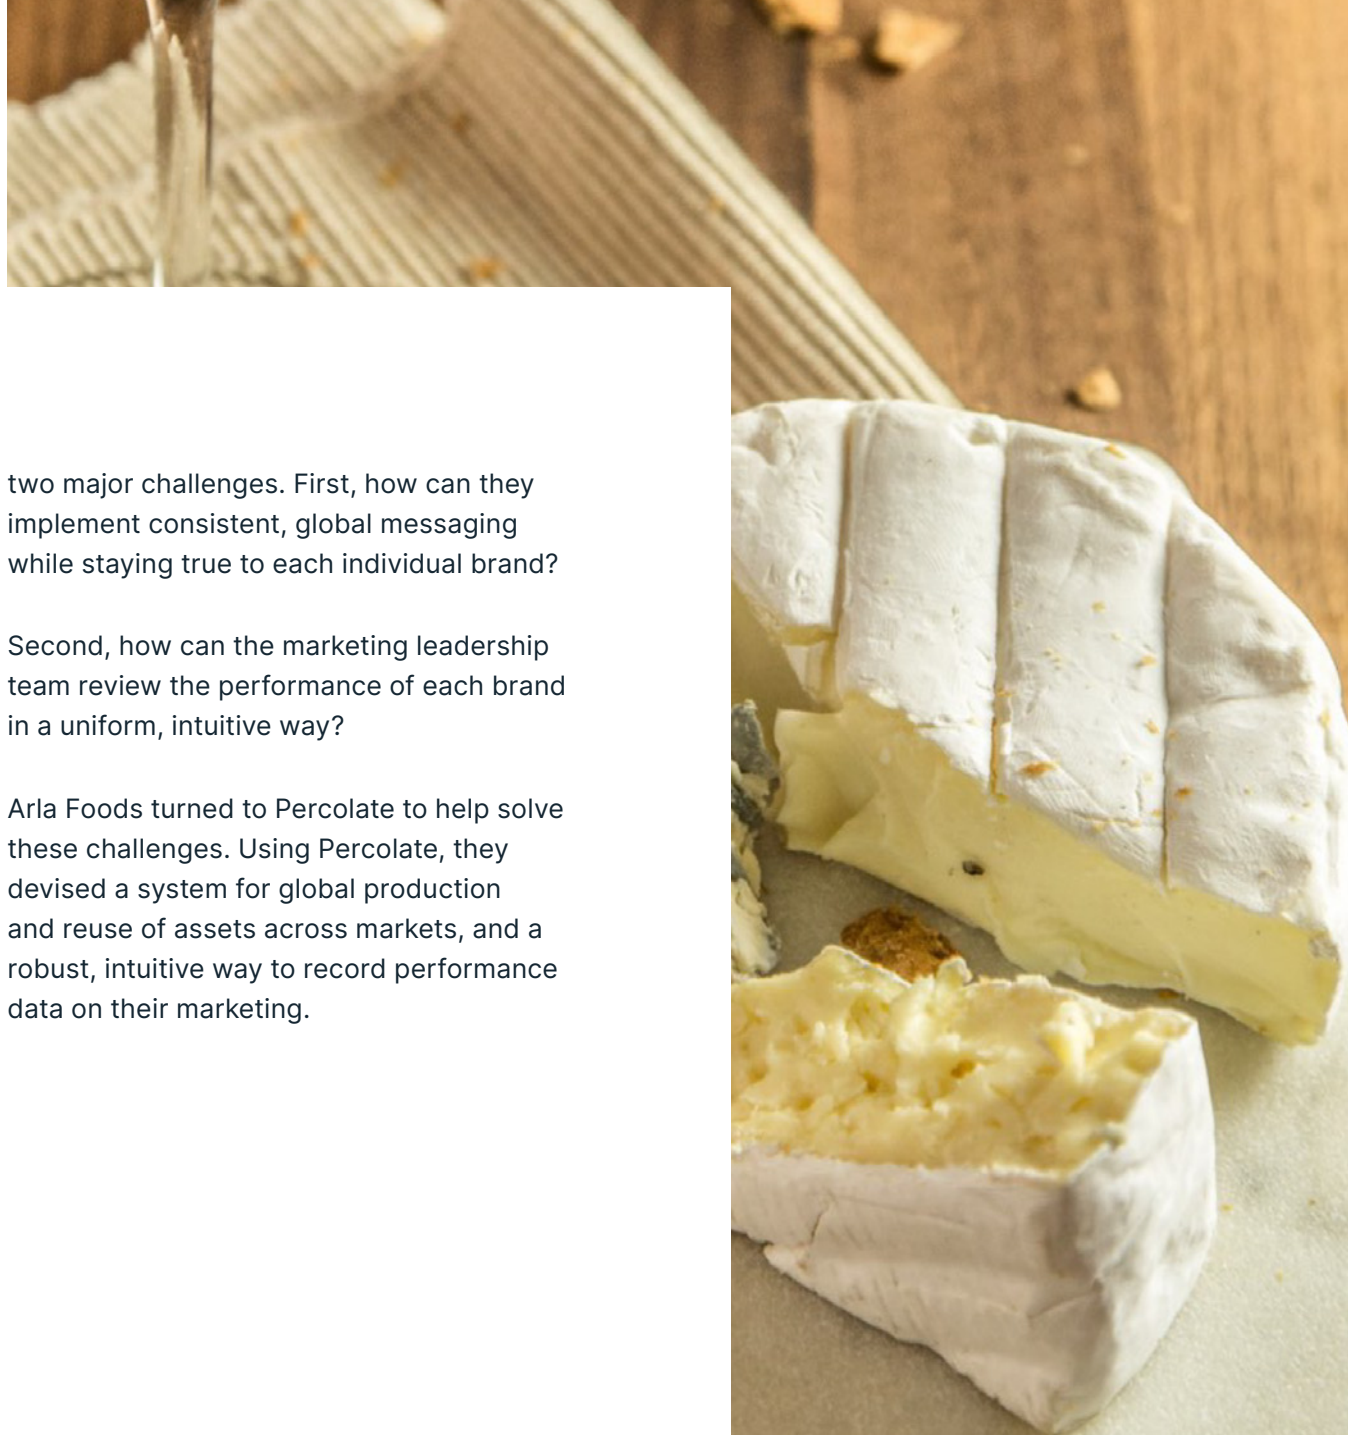 two major challenges. First, how can they
implement consistent, global messaging
while staying true to each individual brand?
Second, how can the marketing leadership
team review the performance of each brand
in a uniform, intuitive way?
Arla Foods turned to Percolate to help solve
these challenges. Using Percolate, they
devised a system for global production
and reuse of assets across markets, and a
robust, intuitive way to record performance
data on their marketing.